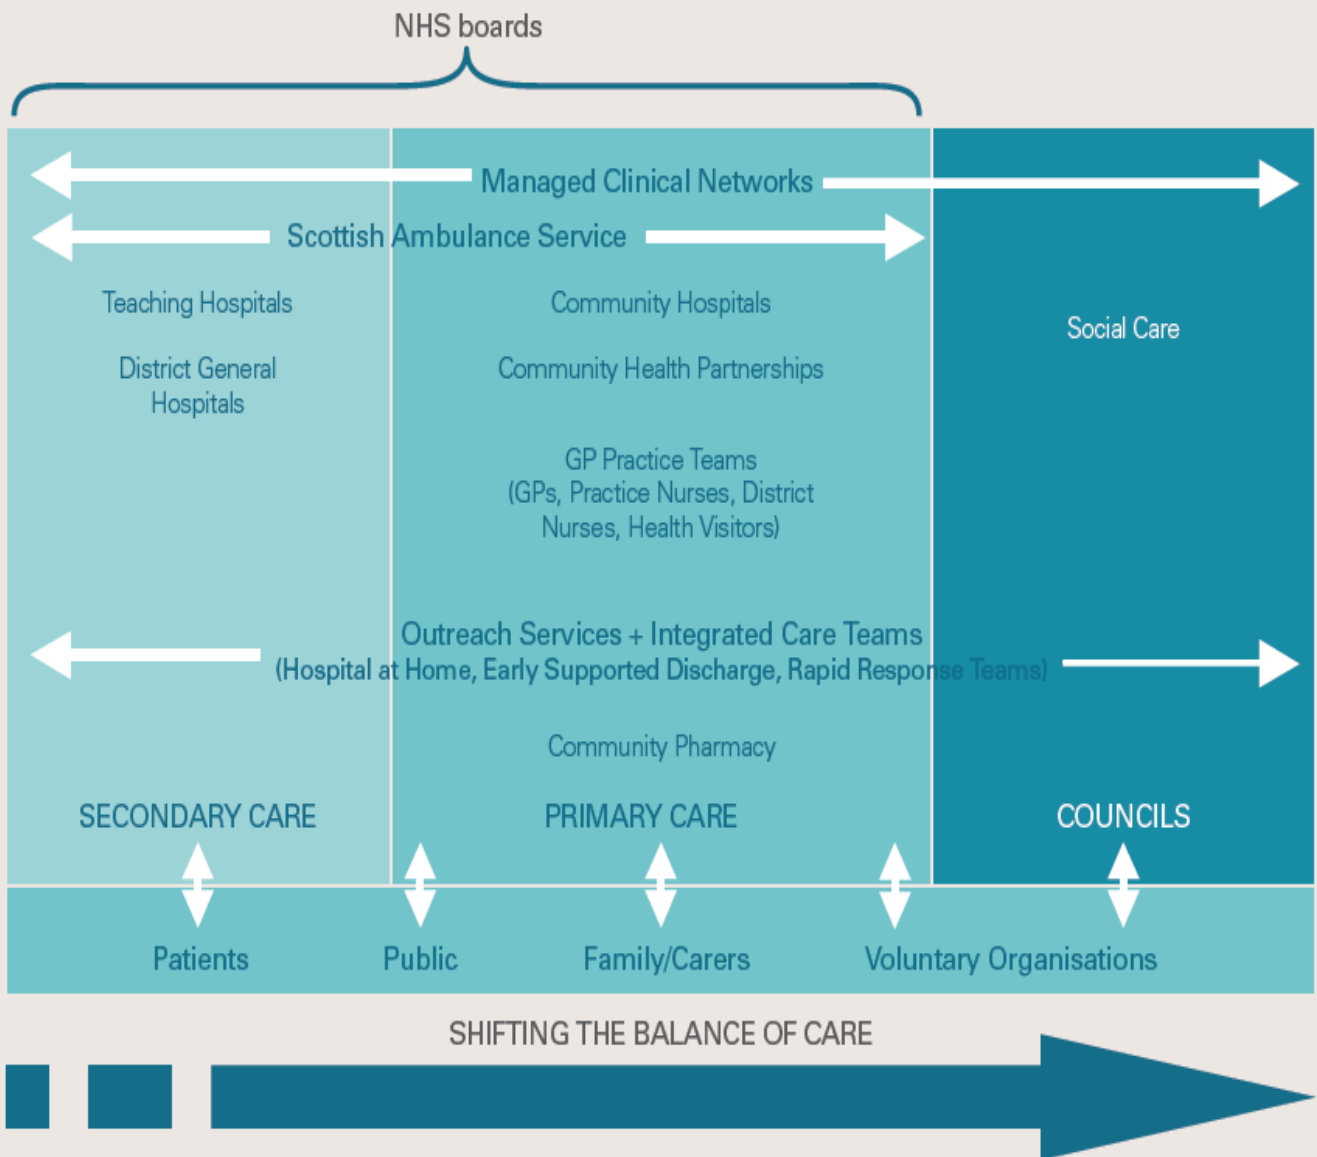 NHS boards
Managed Clinical Networks
Scottish Ambulance Service
Teaching Hospitals
District General
Hospitals
Community Hospitals
Community Health Partnerships
GP Practice Teams
(GPs, Practice Nurses, District
Nurses, Health Visitors)
Social Care
Outreach Services + Integrated Care Teams
(Hospital at Home, Early Supported Discharge, Rapid Response Teams)
Community Pharmacy
SECONDARY CARE
PRIMARY CARE
COUNCILS
Patients
Public
Family/Carers
Voluntary Organisations
SHIFTING THE BALANCE OF CARE